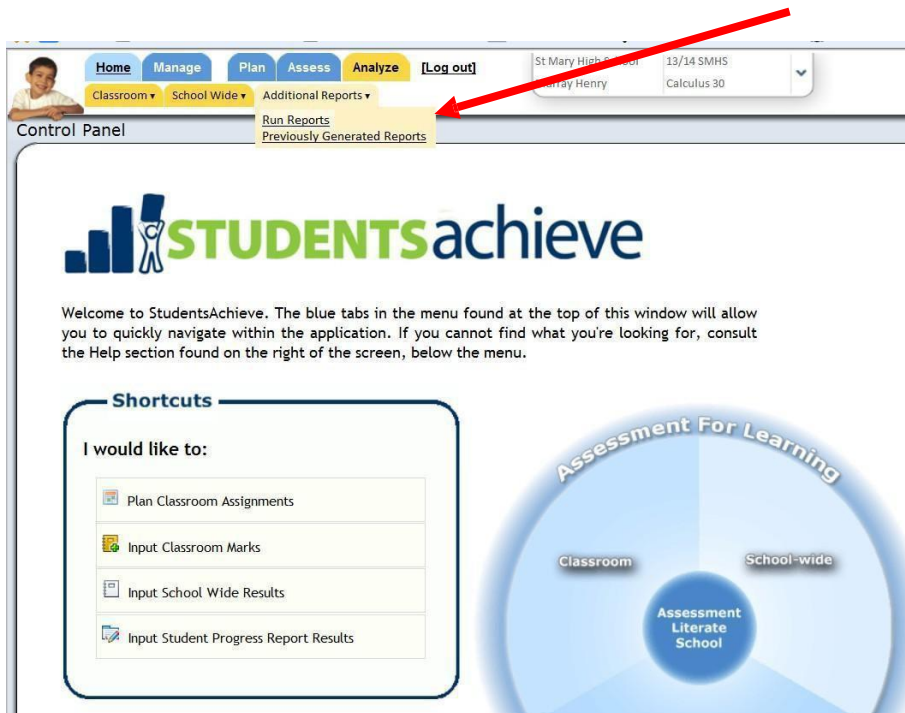 Home Manage Plan Assess Analyze [Log out]
St Mary High School 13/14 SMHS
Henry Calculus 30
Classroom ▾ School Wide ▾ Additional Reports ▾
Run Reports
Previously Generated Reports
Control Panel
STUDENTSachieve
Welcome to StudentsAchieve. The blue tabs in the menu found at the top of this window will allow
you to quickly navigate within the application. If you cannot find what you're looking for, consult
the Help section found on the right of the screen, below the menu.
Shortcuts
I would like to:
Plan Classroom Assignments
Input Classroom Marks
Input School Wide Results
Input Student Progress Report Results
Assessment For Learning
Classroom
School-wide
Assessment
Literate
School